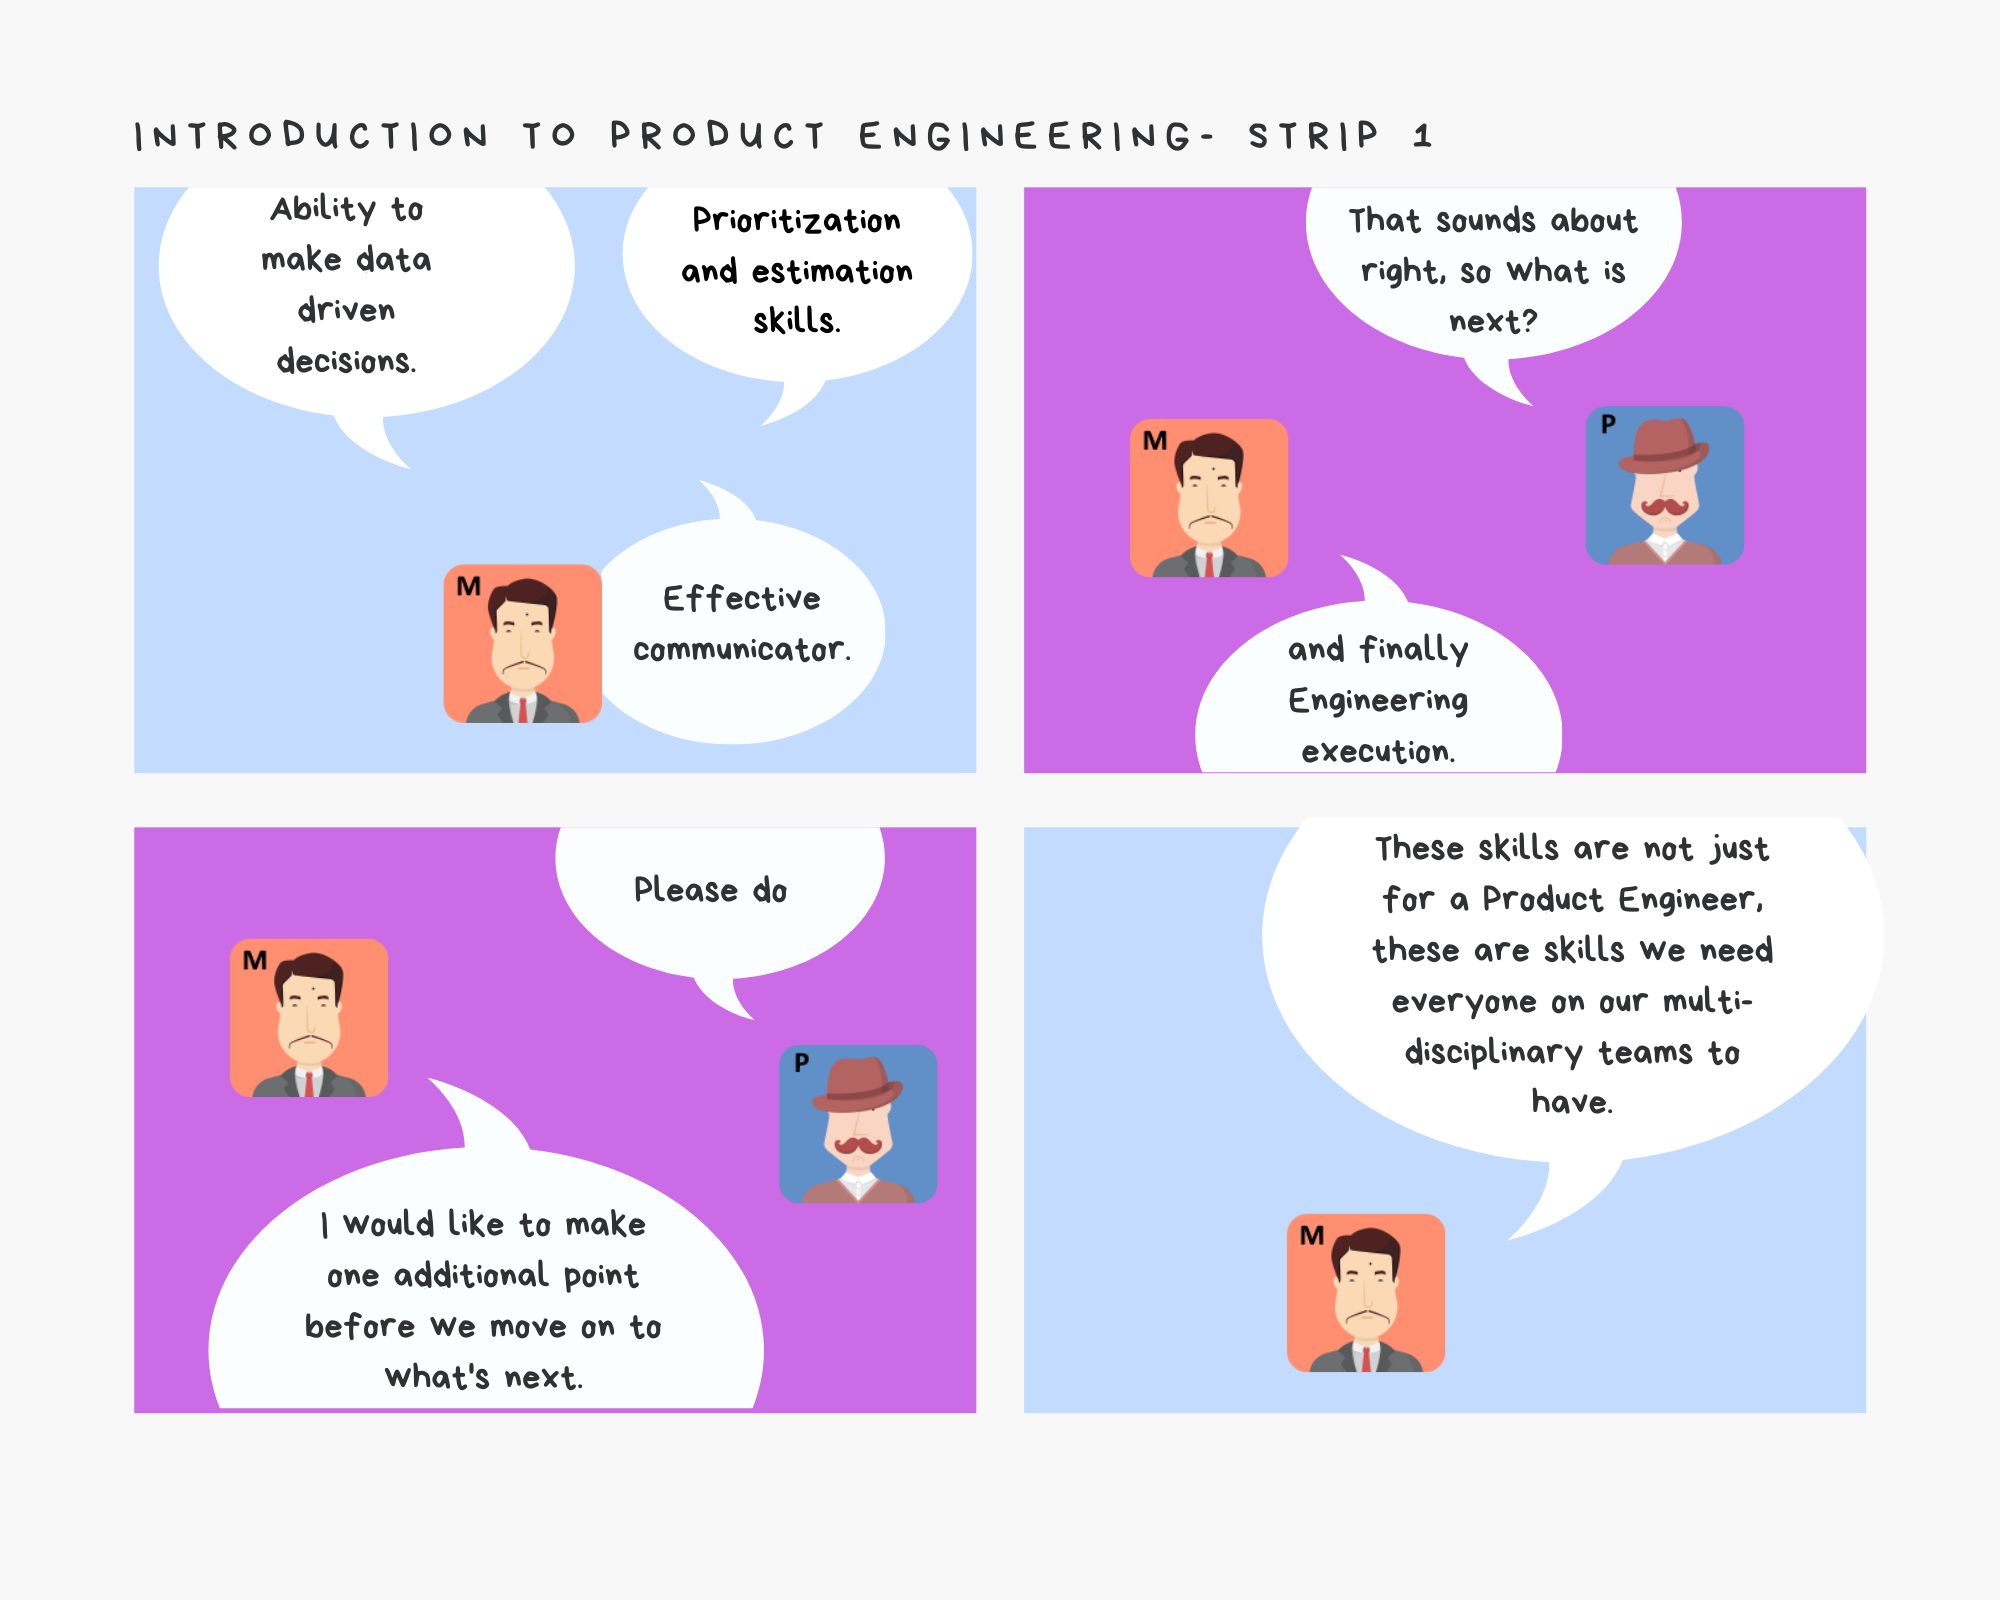 INTRODUCTION TO PRODUCT ENGINEERING- STRIP 1
Ability to
make data
driven
decisions.
Prioritization
and estimation
skills.
M
Effective
communicator.
That sounds about
right, so what is
next?
M
P
and finally
Engineering
execution.
Please do
M
P
I would like to make
one additional point
before we move on to
what's next.
These skills are not just
for a Product Engineer,
these are skills we need
everyone on our multi-
disciplinary teams to
have.
M